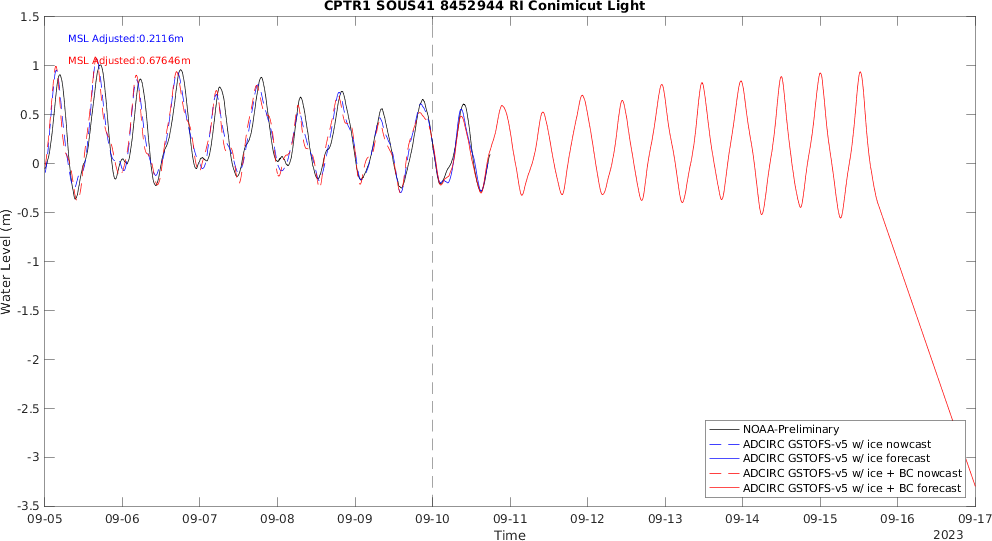 CPTR1 SOUS41 8452944 RI Conimicut Light
MSL Adjusted:0.2116m
MSL Adjusted:0.67646m
Water Level (m)
1.5
1
0.5
0
-0.5
-1
-1.5
-2
-2.5
-3
-3.5
NOAA-Preliminary
ADCIRC GSTOFS-v5 w/ ice nowcast
ADCIRC GSTOFS-v5 w/ ice forecast
ADCIRC GSTOFS-v5 w/ ice + BC nowcast
ADCIRC GSTOFS-v5 w/ ice + BC forecast
09-05 09-06 09-07 09-08 09-09 09-10 09-11 09-12 09-13 09-14 09-15 09-16 09-17
Time
2023